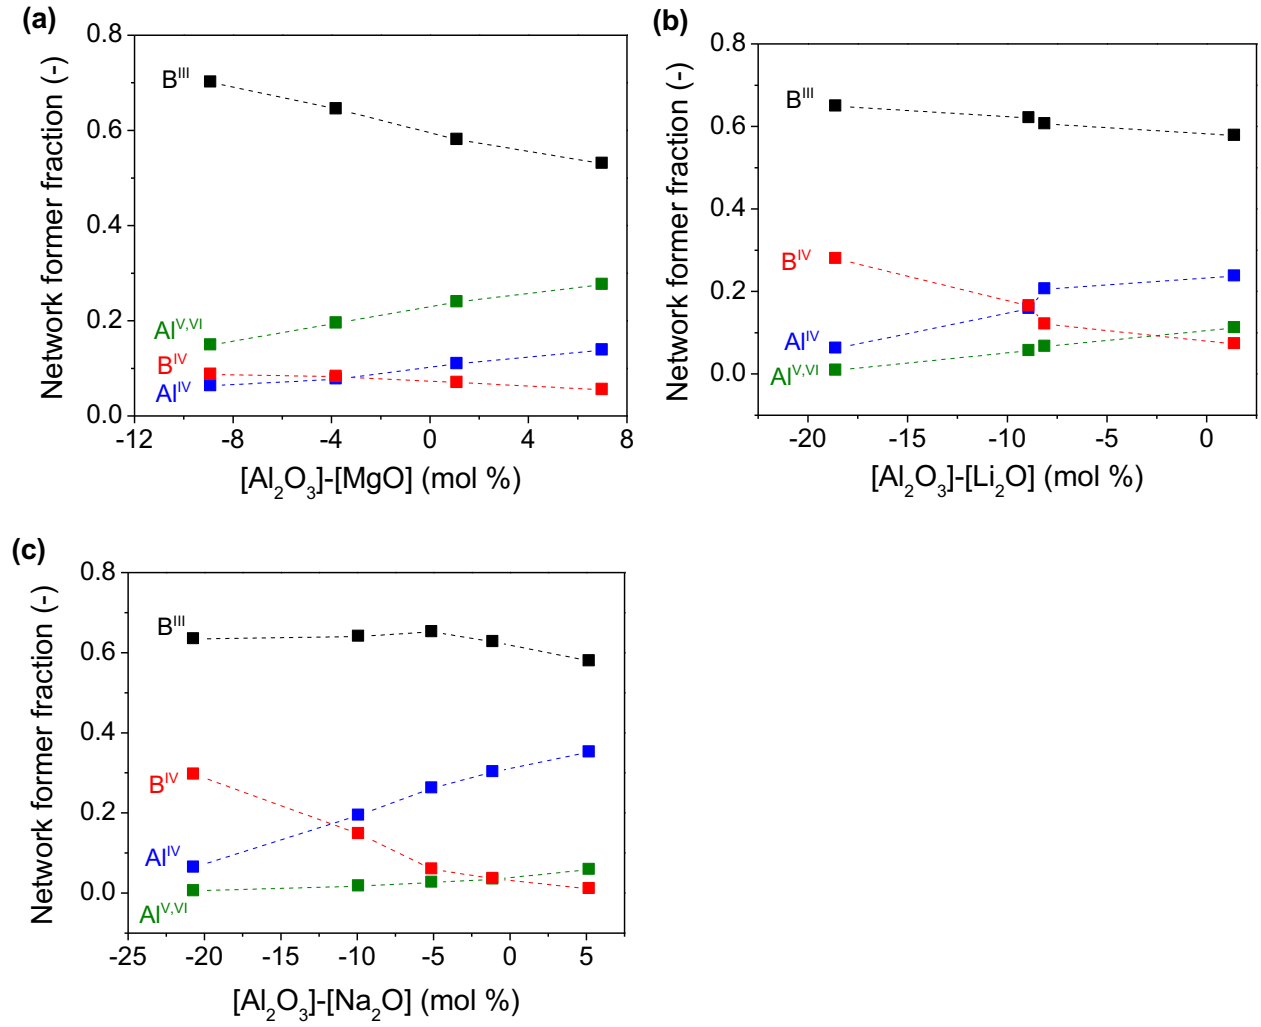 (a)
Network former fraction (-)
0.8
0.6
0.4
0.2
0.0
B^III
Al^V,VI
B^IV
Al^IV
-12 -8 -4 0 4 8
[Al₂O₃]-[MgO] (mol %)
(b)
Network former fraction (-)
0.8
0.6
0.4
0.2
0.0
B^III
B^IV
Al^IV
Al^V,VI
-20 -15 -10 -5 0
[Al₂O₃]-[Li₂O] (mol %)
(c)
Network former fraction (-)
0.8
0.6
0.4
0.2
0.0
B^III
B^IV
Al^IV
Al^V,VI
-25 -20 -15 -10 -5 0 5
[Al₂O₃]-[Na₂O] (mol %)